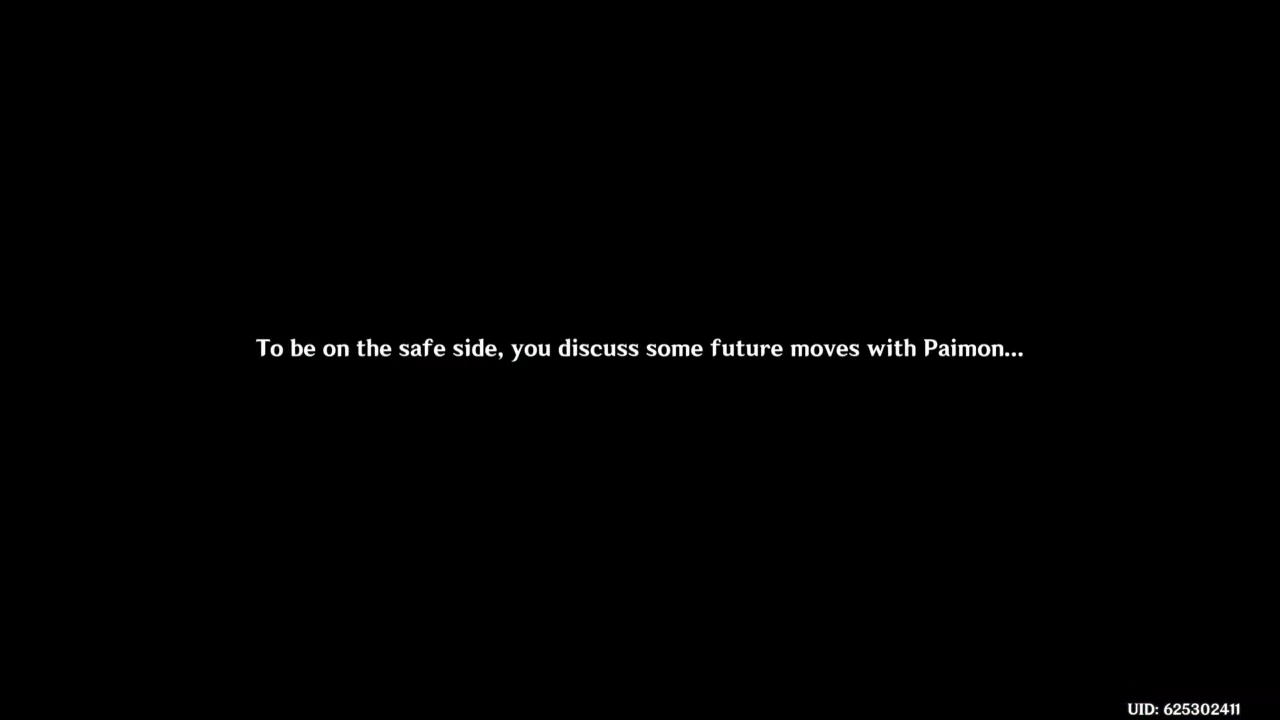 To be on the safe side, you discuss some future moves with Paimon...
UID: 625302411